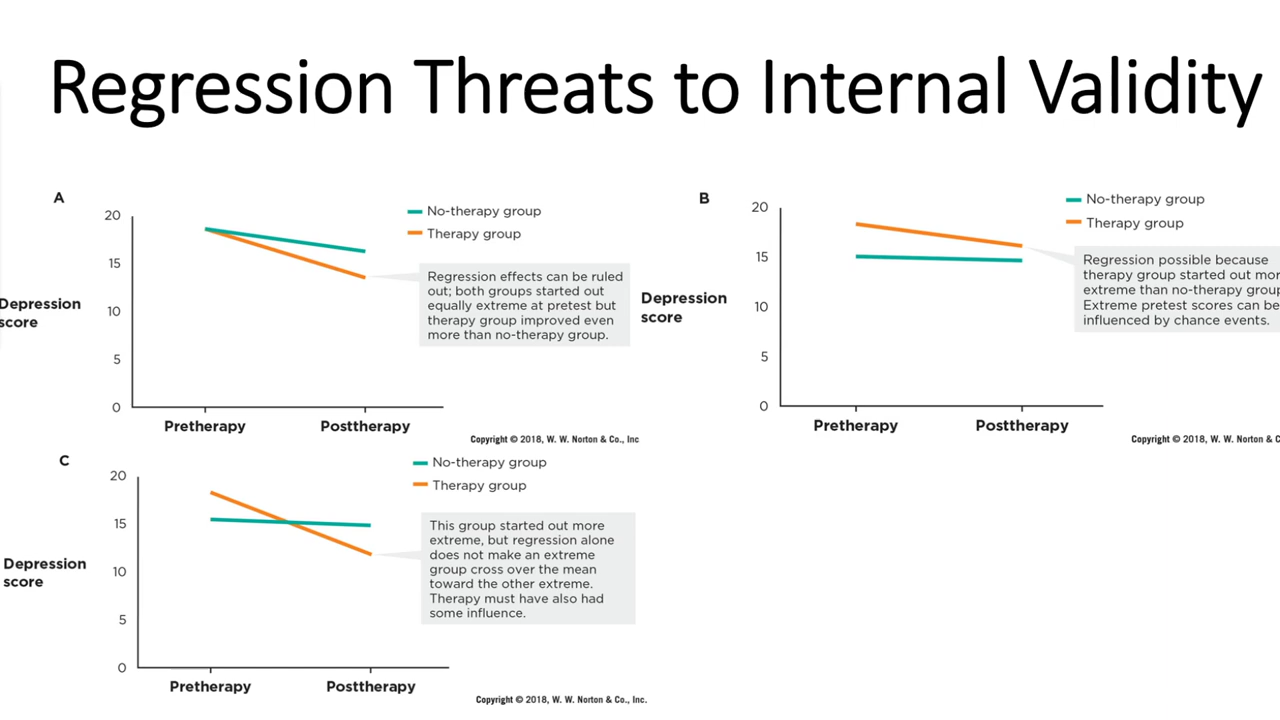 Regression Threats to Internal Validity
A
No-therapy group
Therapy group
20
15
10
5
0
Depression
score
Regression effects can be ruled
out; both groups started out
equally extreme at pretest but
therapy group improved even
more than no-therapy group.
Pretherapy
Posttherapy
Copyright © 2018, W. W. Norton & Co., Inc
B
No-therapy group
Therapy group
20
15
10
5
0
Depression
score
Regression possible because
therapy group started out mor
extreme than no-therapy group
Extreme pretest scores can be
influenced by chance events.
Pretherapy
Posttherapy
Copyright © 2018, W. W. Norton & C
C
No-therapy group
Therapy group
20
15
10
5
0
Depression
score
This group started out more
extreme, but regression alone
does not make an extreme
group cross over the mean
toward the other extreme.
Therapy must have also had
some influence.
Pretherapy
Posttherapy
Copyright © 2018, W. W. Norton & Co., Inc.